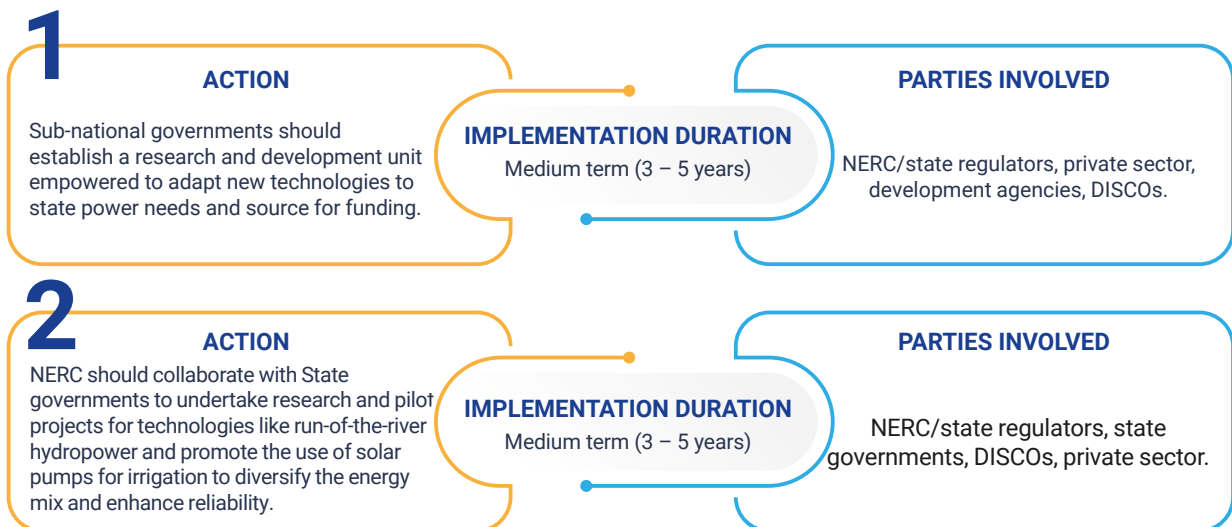 1
ACTION
Sub-national governments should
establish a research and development unit
empowered to adapt new technologies to
state power needs and source for funding.
IMPLEMENTATION DURATION
Medium term (3 – 5 years)
PARTIES INVOLVED
NERC/state regulators, private sector,
development agencies, DISCOs.
2
ACTION
NERC should collaborate with State
governments to undertake research and pilot
projects for technologies like run-of-the-river
hydropower and promote the use of solar
pumps for irrigation to diversify the energy
mix and enhance reliability.
IMPLEMENTATION DURATION
Medium term (3 – 5 years)
PARTIES INVOLVED
NERC/state regulators, state
governments, DISCOs, private sector.